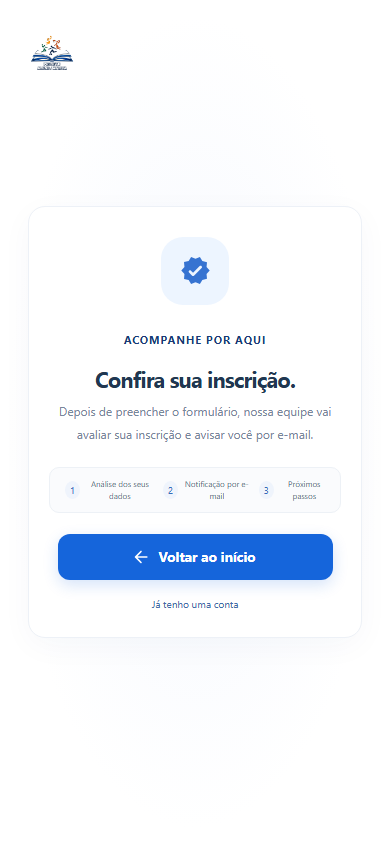 ACOMPANHE POR AQUI
Confira sua inscrição.
Depois de preencher o formulário, nossa equipe vai
avaliar sua inscrição e avisar você por e-mail.
1 Análise dos seus
dados
2 Notificação por e-
mail
3 Próximos
passos
Voltar ao início
Já tenho uma conta